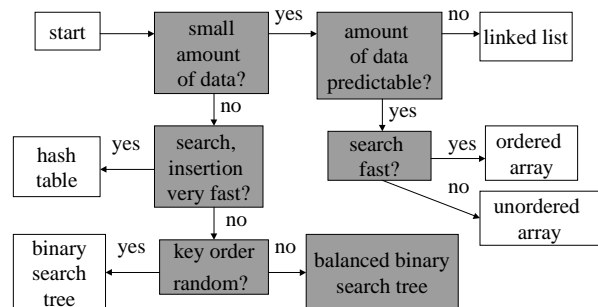 start
small
amount
of data?
yes
amount
of data
predictable?
no
linked list
no
yes
hash
table
yes
search,
insertion
very fast?
search
fast?
yes
ordered
array
no
unordered
array
no
binary
search
tree
yes
key order
random?
no
balanced binary
search tree